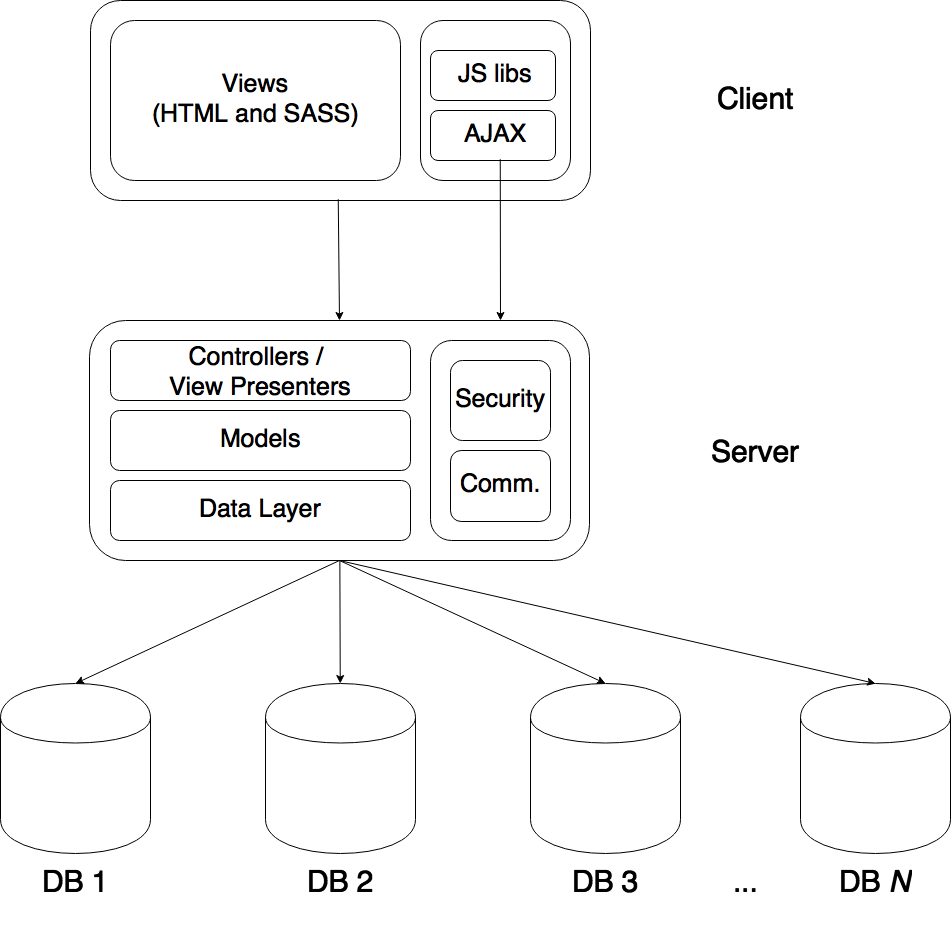 Views
(HTML and SASS)
JS libs
AJAX
Client
Controllers /
View Presenters
Models
Data Layer
Security
Comm.
Server
DB 1
DB 2
DB 3
...
DB N